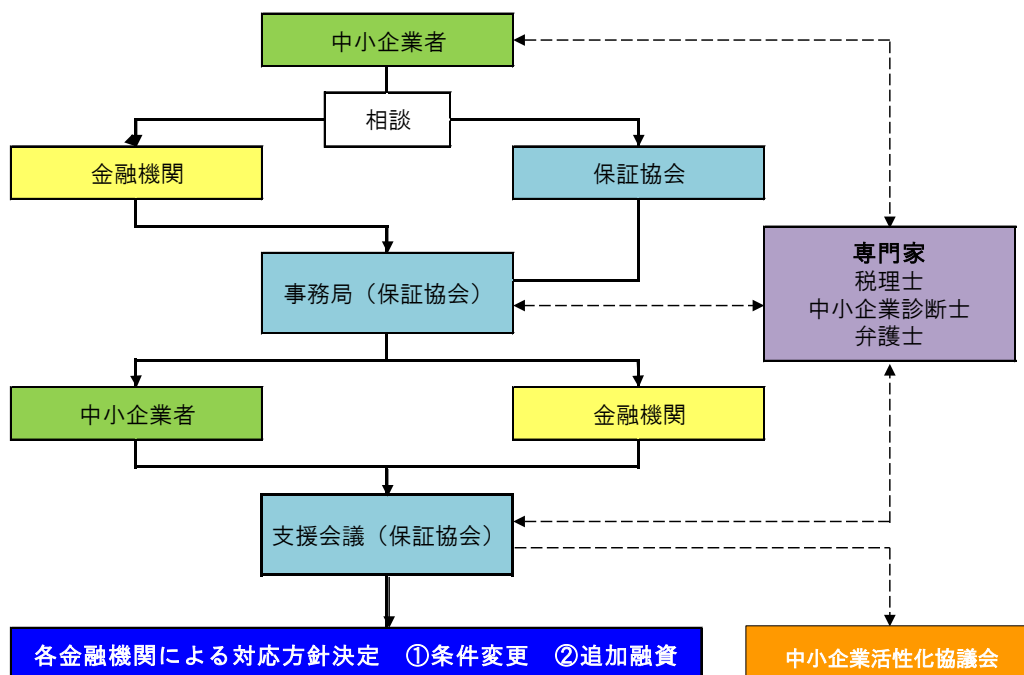 中小企業者
相談
金融機関
保証協会
専門家
税理士
中小企業診断士
弁護士
事務局（保証協会）
中小企業者
金融機関
支援会議（保証協会）
各金融機関による対応方針決定　①条件変更　②追加融資
中小企業活性化協議会